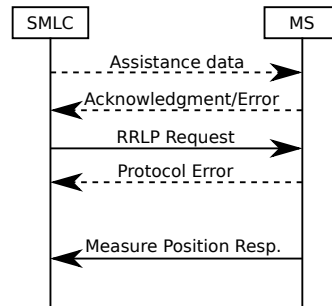 SMLC
MS
Assistance data
Acknowledgment/Error
RRLP Request
Protocol Error
Measure Position Resp.